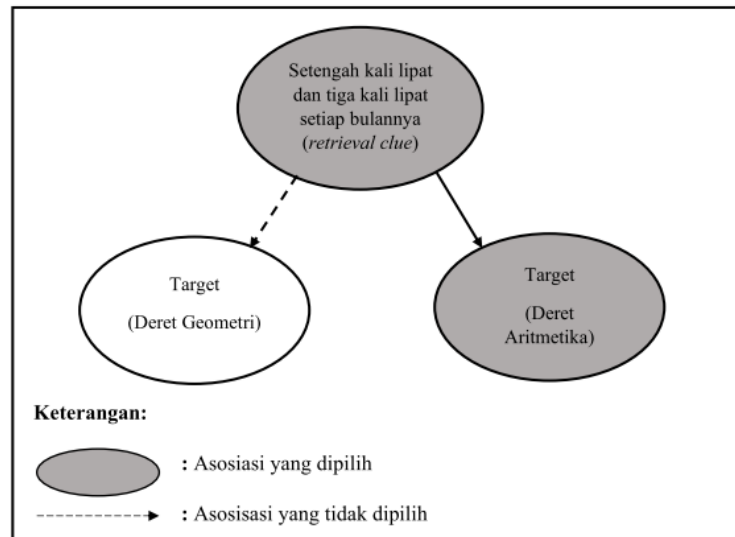 Setengah kali lipat
dan tiga kali lipat
setiap bulannya
(retrieval clue)
Target
(Deret Geometri)
Target
(Deret
Aritmetika)
Keterangan:
: Asosiasi yang dipilih
: Asosisasi yang tidak dipilih